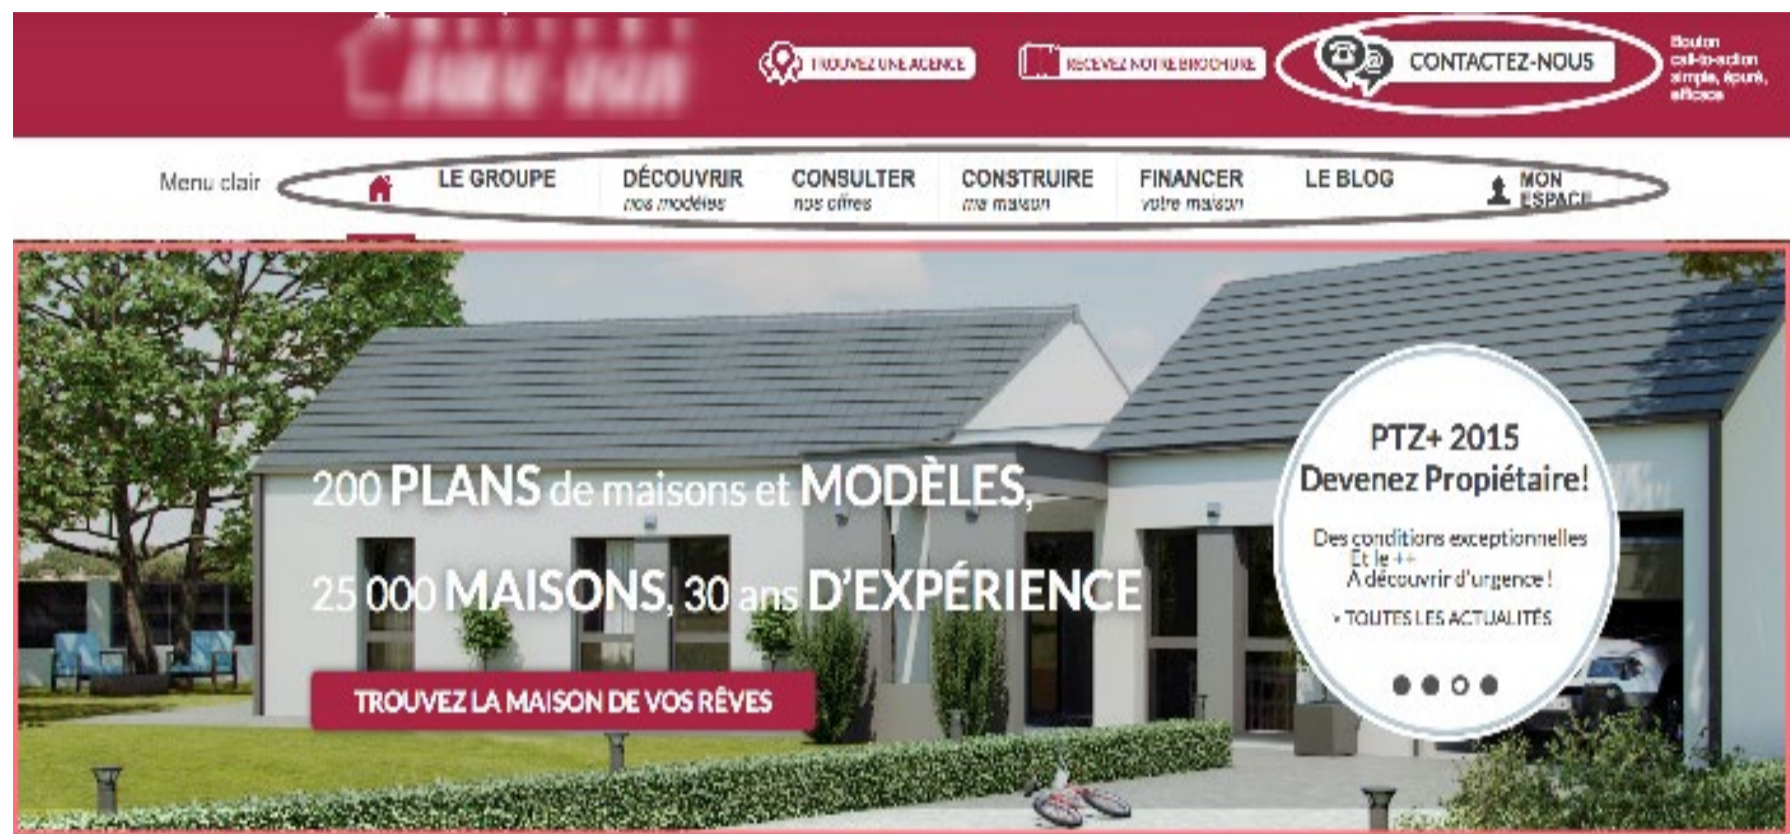 TROUVEZ UNE AGENCE
RECEVEZ NOTRE BROCHURE
CONTACTEZ-NOUS
Bouton
call-to-action
simple, épuré,
efficace
Menu clair
LE GROUPE
DÉCOUVRIR
nos modèles
CONSULTER
nos offres
CONSTRUIRE
ma maison
FINANCER
votre maison
LE BLOG
MON
ESPACE
200 PLANS de maisons et MODÈLES,
25 000 MAISONS, 30 ans D'EXPÉRIENCE
TROUVEZ LA MAISON DE VOS RÊVES
PTZ+ 2015
Devenez Propiétaire!
Des conditions exceptionnelles
Et le ++
A découvrir d'urgence !
> TOUTES LES ACTUALITÉS